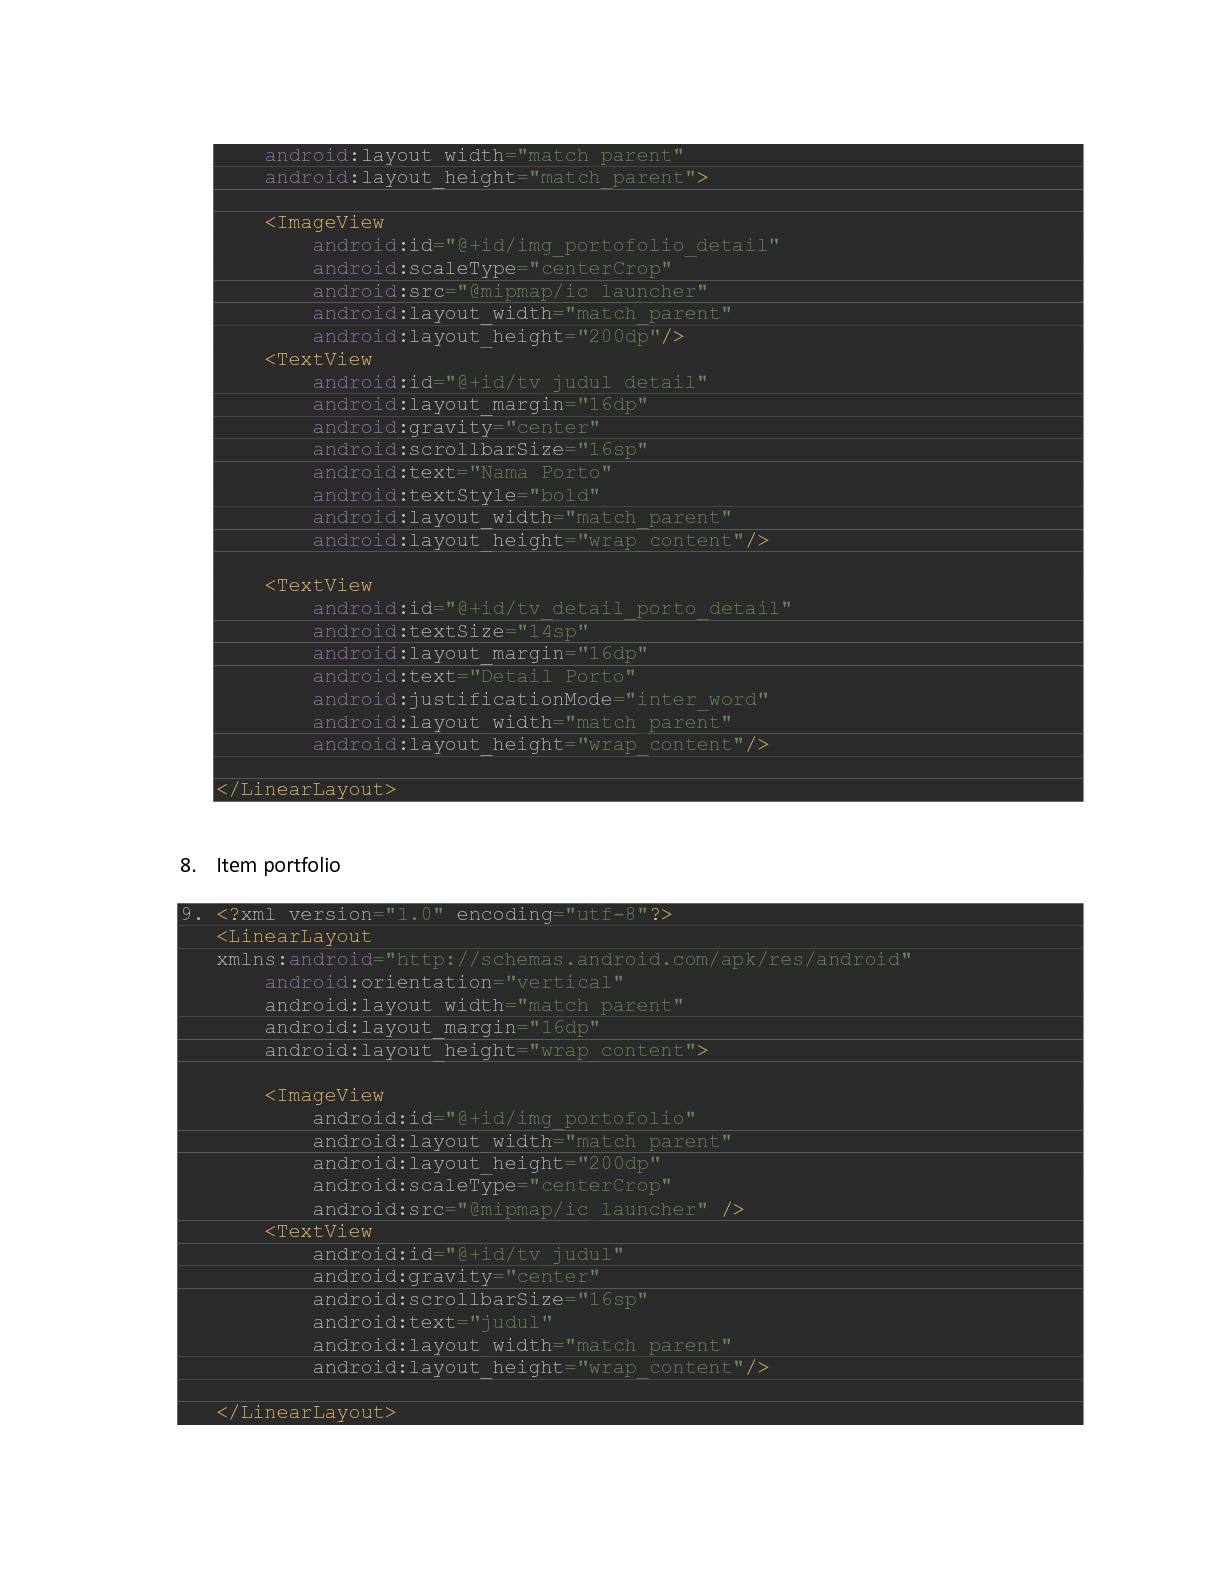 android:layout_width="match_parent"
    android:layout_height="match_parent">

    <ImageView
        android:id="@+id/img_portofolio_detail"
        android:scaleType="centerCrop"
        android:src="@mipmap/ic_launcher"
        android:layout_width="match_parent"
        android:layout_height="200dp"/>
    <TextView
        android:id="@+id/tv_judul_detail"
        android:layout_margin="16dp"
        android:gravity="center"
        android:scrollbarSize="16sp"
        android:text="Nama Porto"
        android:textStyle="bold"
        android:layout_width="match_parent"
        android:layout_height="wrap_content"/>

    <TextView
        android:id="@+id/tv_detail_porto_detail"
        android:textSize="14sp"
        android:layout_margin="16dp"
        android:text="Detail Porto"
        android:justificationMode="inter_word"
        android:layout_width="match_parent"
        android:layout_height="wrap_content"/>

</LinearLayout>

8. Item portfolio

9. <?xml version="1.0" encoding="utf-8"?>
<LinearLayout
xmlns:android="http://schemas.android.com/apk/res/android"
    android:orientation="vertical"
    android:layout_width="match_parent"
    android:layout_margin="16dp"
    android:layout_height="wrap_content">

    <ImageView
        android:id="@+id/img_portofolio"
        android:layout_width="match_parent"
        android:layout_height="200dp"
        android:scaleType="centerCrop"
        android:src="@mipmap/ic_launcher" />
    <TextView
        android:id="@+id/tv_judul"
        android:gravity="center"
        android:scrollbarSize="16sp"
        android:text="judul"
        android:layout_width="match_parent"
        android:layout_height="wrap_content"/>

</LinearLayout>